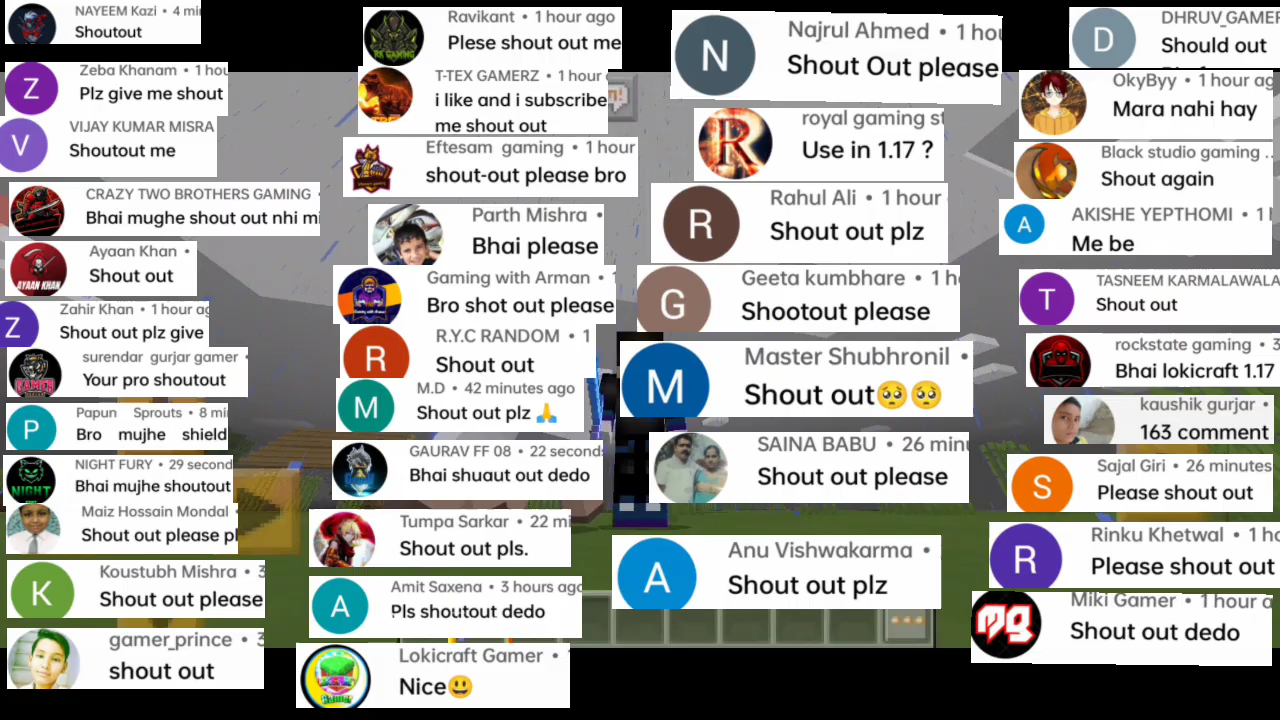 NAYEEM Kazi • 4 min
Shoutout
Z
Zeba Khanam • 1 hou
Plz give me shout
V
VIJAY KUMAR MISRA
Shoutout me
CRAZY TWO BROTHERS GAMING •
Bhai mughe shout out nhi mi
AYAAN KHAN
Ayaan Khan •
Shout out
Z
Zahir Khan • 1 hour ag
Shout out plz give
GAMER
surendar gurjar gamer •
Your pro shoutout
P
Papun Sprouts • 8 mi
Bro mujhe shield
NIGHT
NIGHT FURY • 29 second
Bhai mujhe shoutout
Maiz Hossain Mondal •
Shout out please pl
K
Koustubh Mishra • 3
Shout out please
gamer_prince • 3
shout out
RK GAMING
Ravikant • 1 hour ago
Plese shout out me
T-TEX GAMERZ • 1 hour
i like and i subscribe
me shout out
Eftesam gaming • 1 hour
shout-out please bro
Parth Mishra •
Bhai please
Gaming with Arman • 1
Bro shot out please
R
R.Y.C RANDOM • 1
Shout out
M
M.D • 42 minutes ago
Shout out plz 🙏
GAURAV FF 08 • 22 seconds
Bhai shuaut out dedo
Tumpa Sarkar • 22 mi
Shout out pls.
A
Amit Saxena • 3 hours ago
Pls shoutout dedo
Lokicraft Gamer •
Nice😃
N
Najrul Ahmed • 1 hou
Shout Out please
R
royal gaming st
Use in 1.17 ?
R
Rahul Ali • 1 hour
Shout out plz
G
Geeta kumbhare • 1 h
Shootout please
M
Master Shubhronil •
Shout out🥺🥺
SAINA BABU • 26 minu
Shout out please
A
Anu Vishwakarma •
Shout out plz
D
DHRUV_GAMER
Should out
OkyByy • 1 hour ag
Mara nahi hay
Black studio gaming ...
Shout again
A
AKISHE YEPTHOMI • 1
Me be
T
TASNEEM KARMALAWALA
Shout out
rockstate gaming • 3
Bhai lokicraft 1.17
kaushik gurjar •
163 comment
S
Sajal Giri • 26 minutes
Please shout out
R
Rinku Khetwal • 1 ho
Please shout out
MG
Miki Gamer • 1 hour a
Shout out dedo